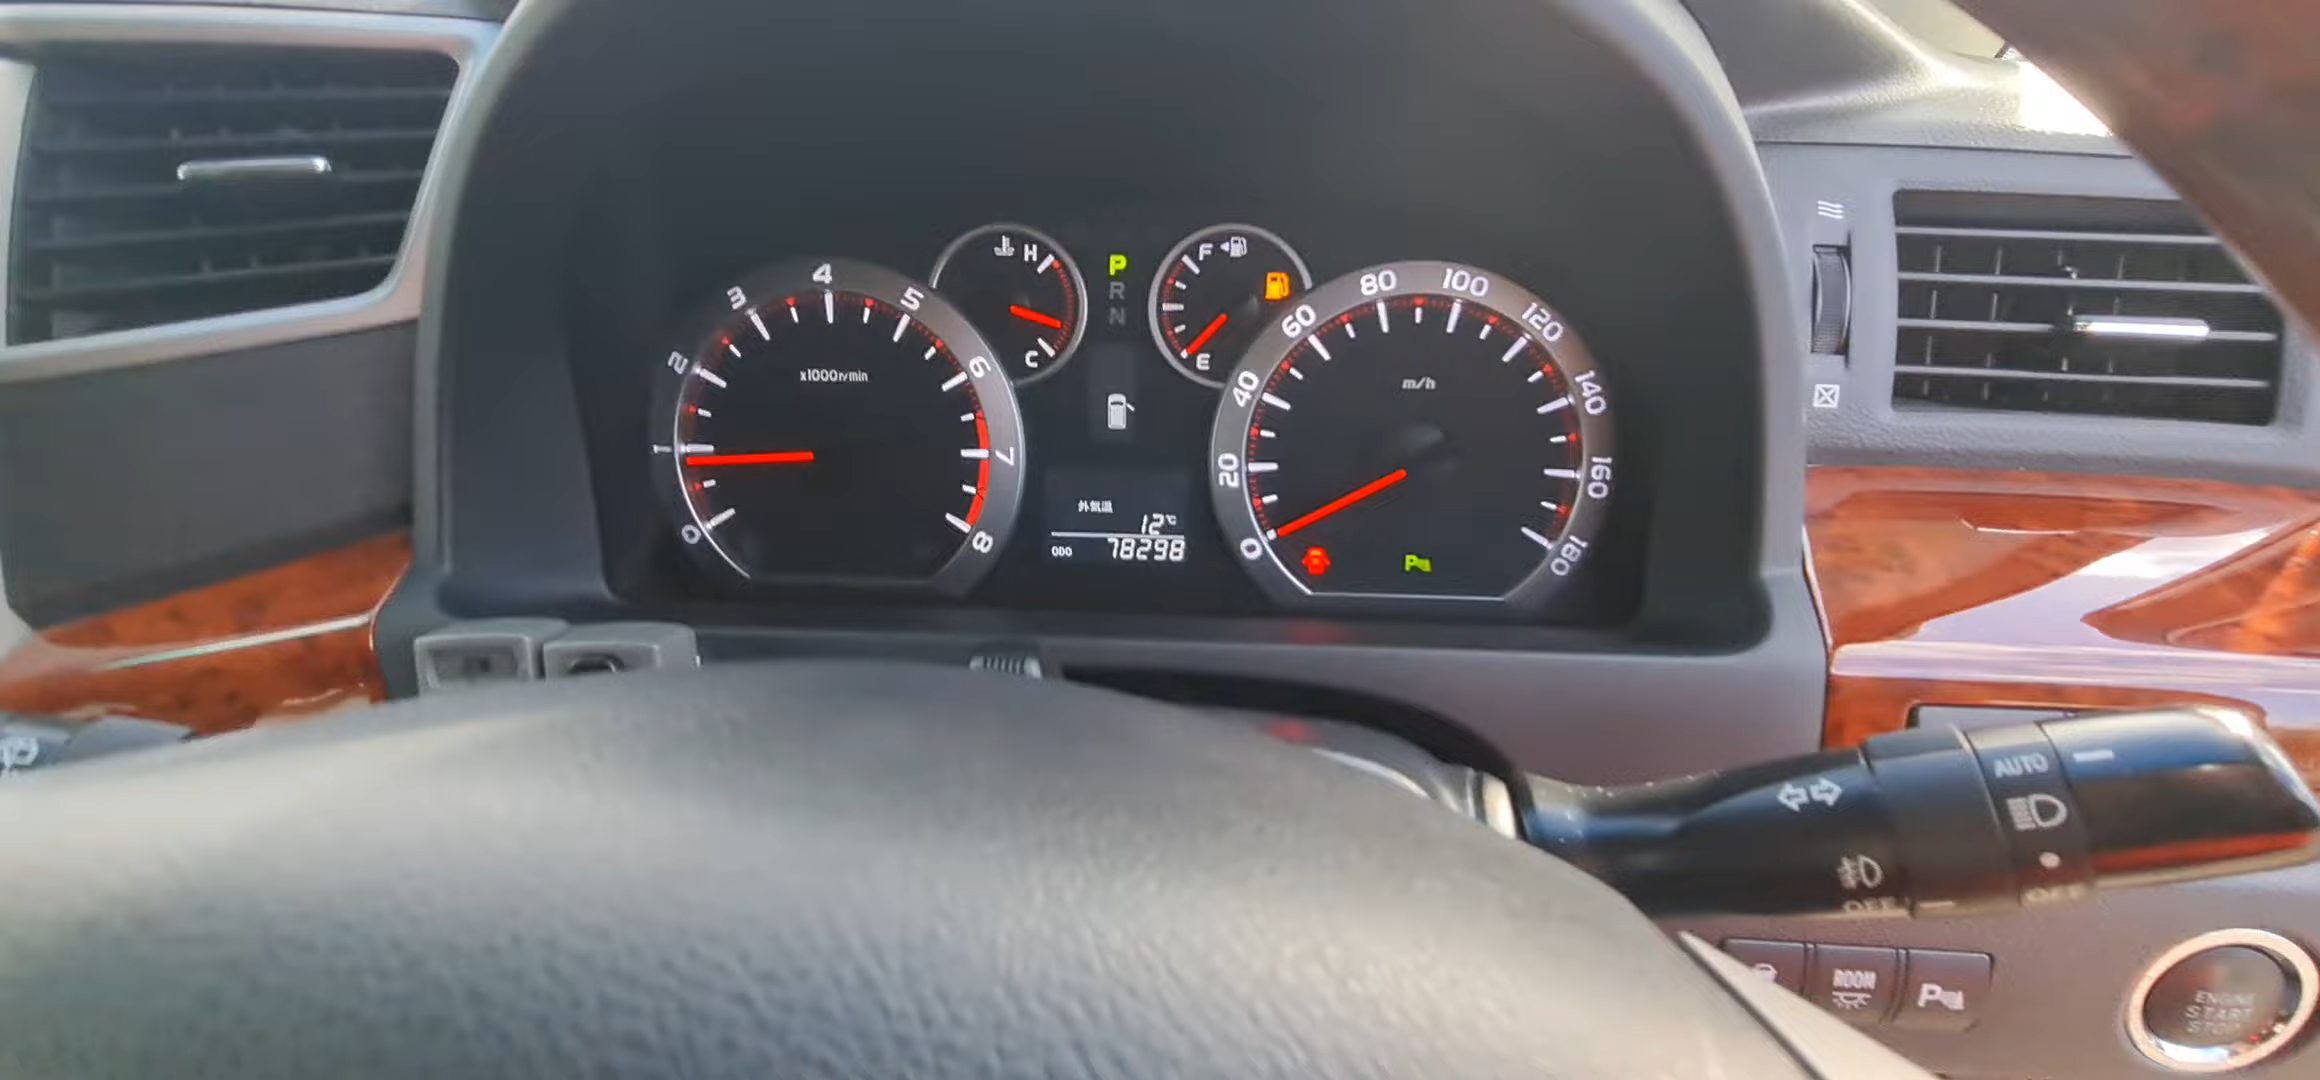 H
C
P
R
N
F
E
0
1
2
3
4
5
6
7
8
x1000r/min
0
20
40
60
80
100
120
140
160
180
m/h
外気温
12℃
ODO 78298
P
AUTO
OFF
OFF
ROOM
P
ENGINE
START
STOP